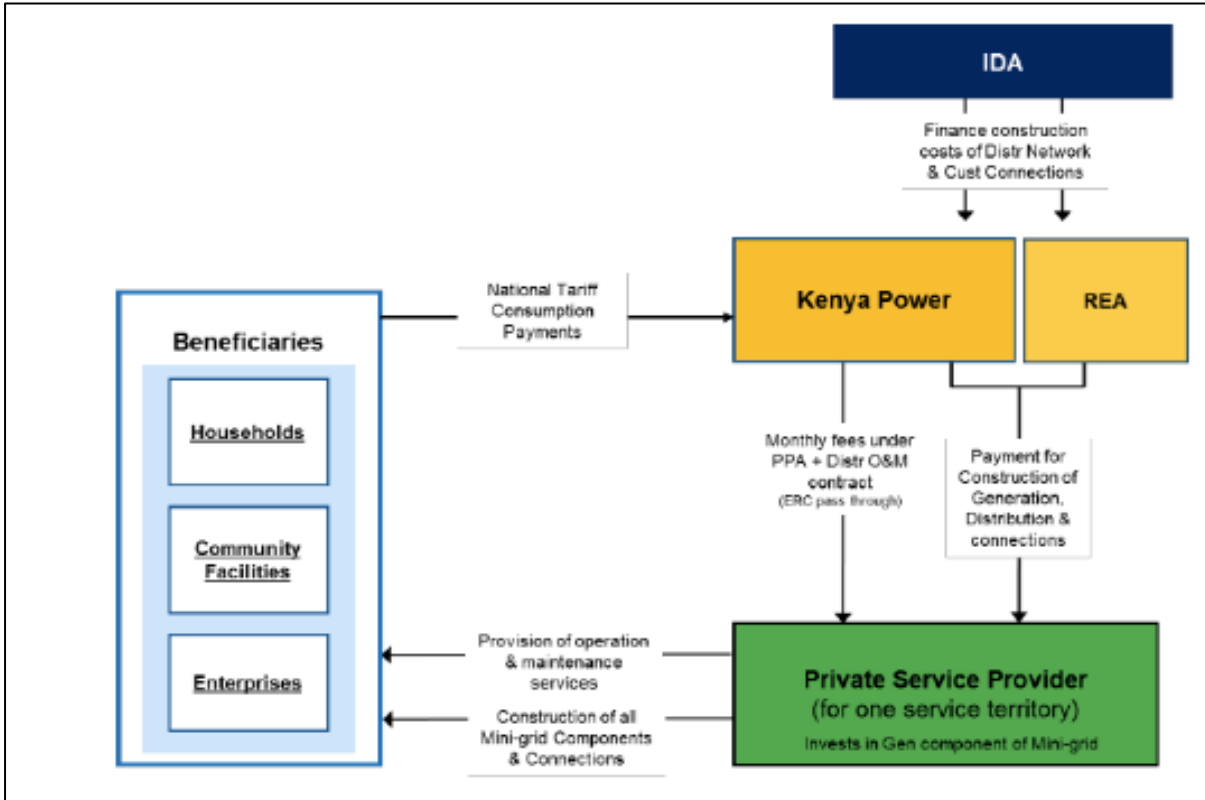 IDA
Finance construction
costs of Distr Network
& Cust Connections
Kenya Power
REA
National Tariff
Consumption
Payments
Beneficiaries
Households
Community
Facilities
Enterprises
Monthly fees under
PPA + Distr O&M
contract
(ERC pass through)
Payment for
Construction of
Generation,
Distribution &
connections
Provision of operation
& maintenance
services
Construction of all
Mini-grid Components
& Connections
Private Service Provider
(for one service territory)
Invests in Gen component of Mini-grid